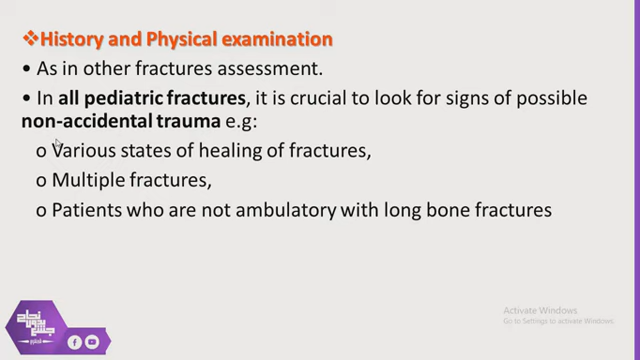 ❖History and Physical examination
• As in other fractures assessment.
• In all pediatric fractures, it is crucial to look for signs of possible
non-accidental trauma e.g:
o Various states of healing of fractures,
o Multiple fractures,
o Patients who are not ambulatory with long bone fractures
Activate Windows
Go to Settings to activate Windows.